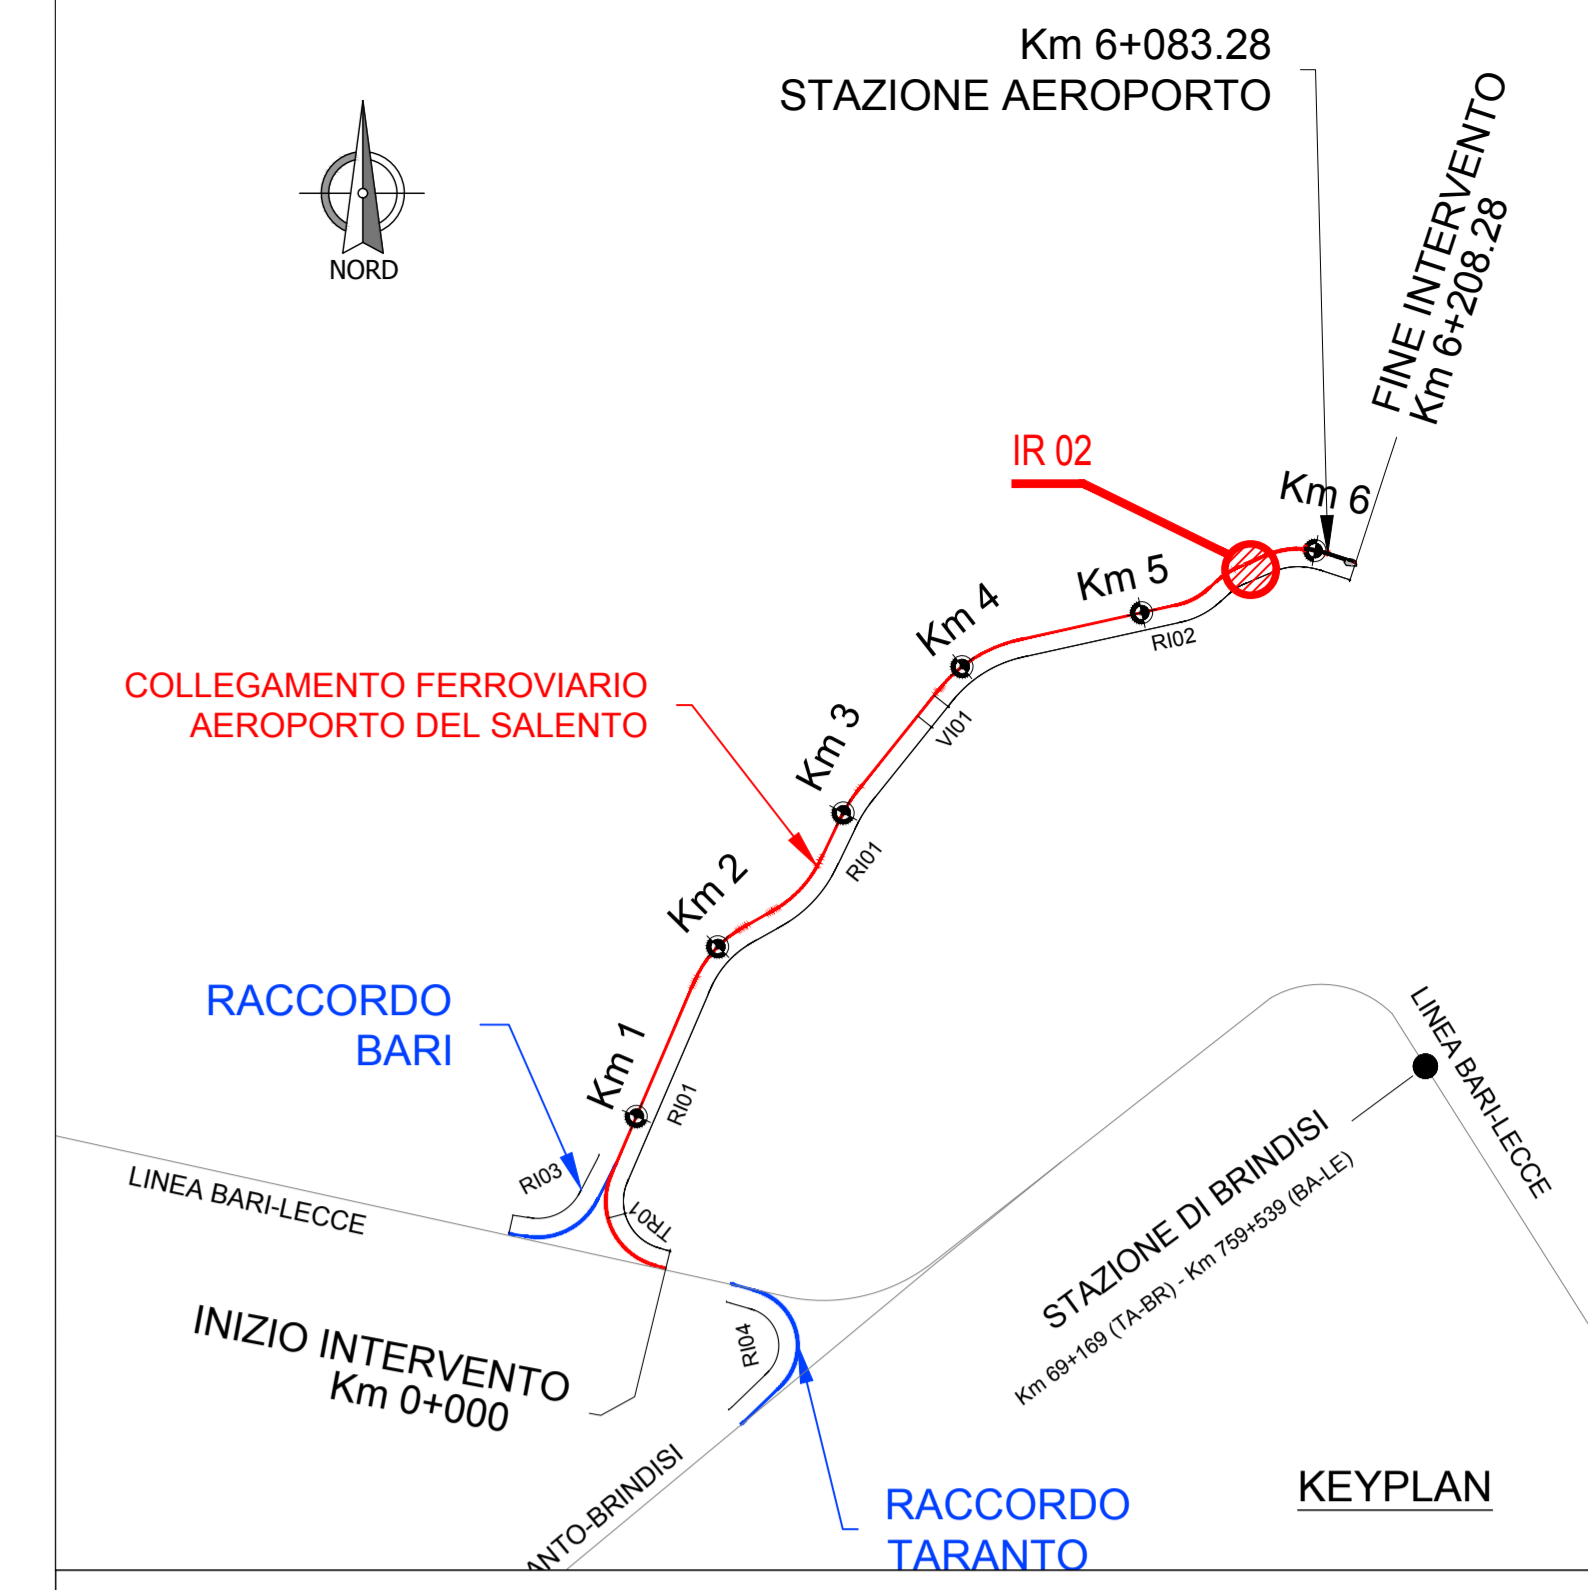 Km 6+083.28
STAZIONE AEROPORTO
FINE INTERVENTO
Km 6+208.28
NORD
IR 02
Km 6
Km 5
RI02
Km 4
VI01
COLLEGAMENTO FERROVIARIO
AEROPORTO DEL SALENTO
Km 3
RI01
Km 2
RACCORDO
BARI
Km 1
RI01
LINEA BARI-LECCE
RI03
TR01
LINEA BARI-LECCE
STAZIONE DI BRINDISI
Km 69+169 (TA-BR) - Km 759+539 (BA-LE)
INIZIO INTERVENTO
Km 0+000
RI04
ANTO-BRINDISI
RACCORDO
TARANTO
KEYPLAN